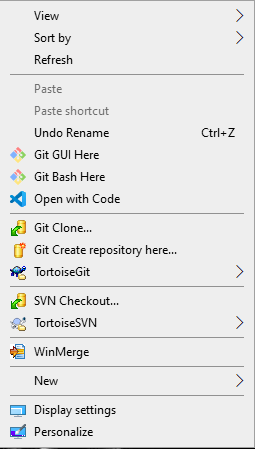 View
Sort by
Refresh
Paste
Paste shortcut
Undo Rename Ctrl+Z
Git GUI Here
Git Bash Here
Open with Code
Git Clone...
Git Create repository here...
TortoiseGit
SVN Checkout...
TortoiseSVN
WinMerge
New
Display settings
Personalize